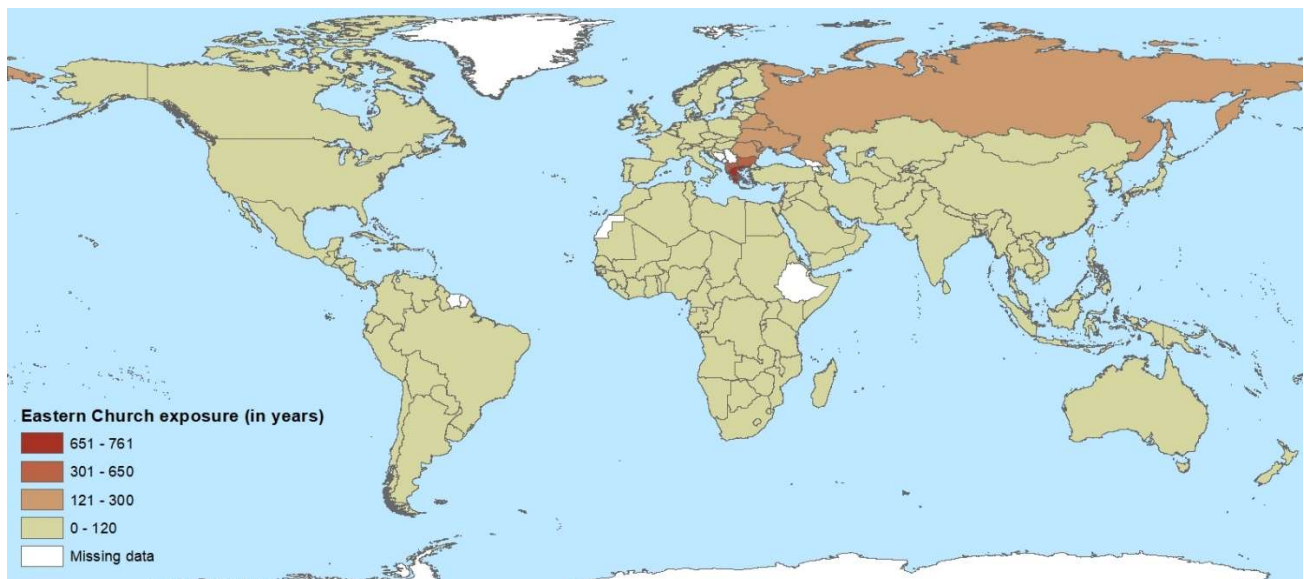 Eastern Church exposure (in years)
651 - 761
301 - 650
121 - 300
0 - 120
Missing data